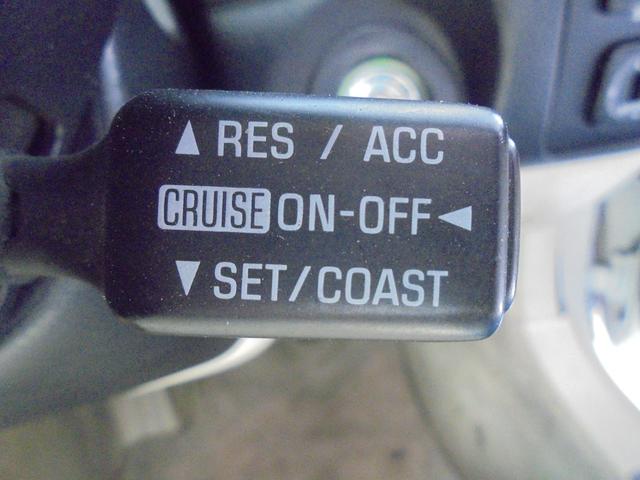 ▲ RES / ACC
CRUISE ON-OFF ◀
▼ SET/COAST